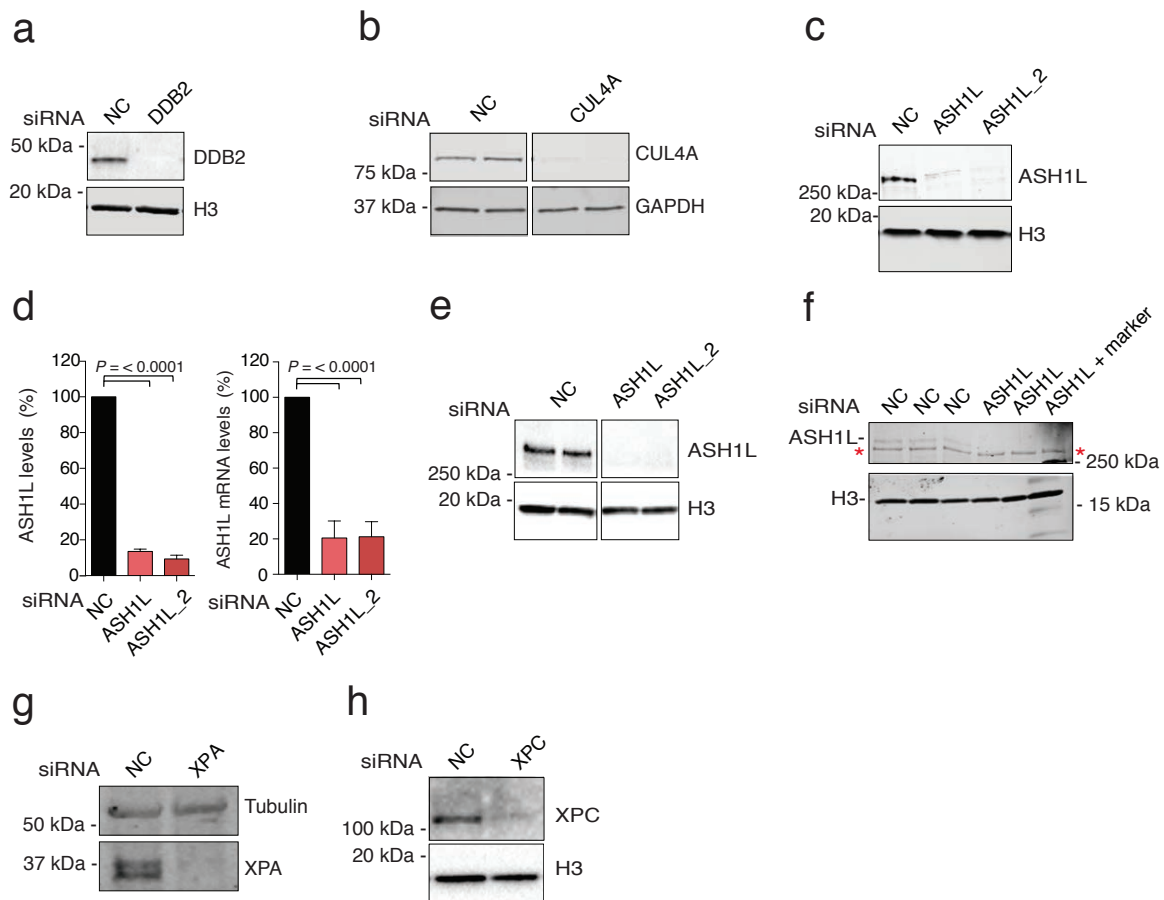 a
siRNA NC DDB2
50 kDa - DDB2
20 kDa - H3
b
siRNA NC CUL4A
75 kDa - CUL4A
37 kDa - GAPDH
c
siRNA NC ASH1L ASH1L_2
250 kDa- ASH1L
20 kDa- H3
d
ASH1L levels (%)
120
100
80
60
40
20
0
P = < 0.0001
siRNA NC ASH1L ASH1L_2
ASH1L mRNA levels (%)
120
100
80
60
40
20
0
P = < 0.0001
siRNA NC ASH1L ASH1L_2
e
siRNA NC ASH1L ASH1L_2
250 kDa - ASH1L
20 kDa - H3
f
siRNA NC NC NC ASH1L ASH1L ASH1L + marker
ASH1L-
* *
- 250 kDa
H3-
- 15 kDa
g
siRNA NC XPA
Tubulin
50 kDa -
37 kDa - XPA
h
siRNA NC XPC
XPC
100 kDa -
20 kDa - H3